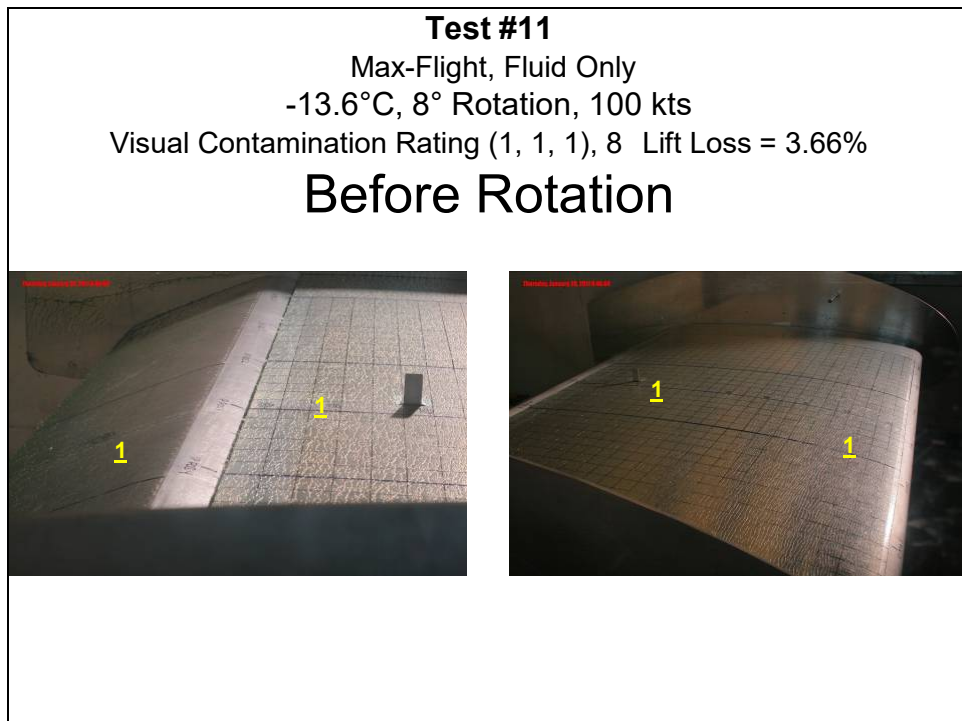 Test #11
Max-Flight, Fluid Only
-13.6°C, 8° Rotation, 100 kts
Visual Contamination Rating (1, 1, 1), 8 Lift Loss = 3.66%
Before Rotation
1
1
1
1